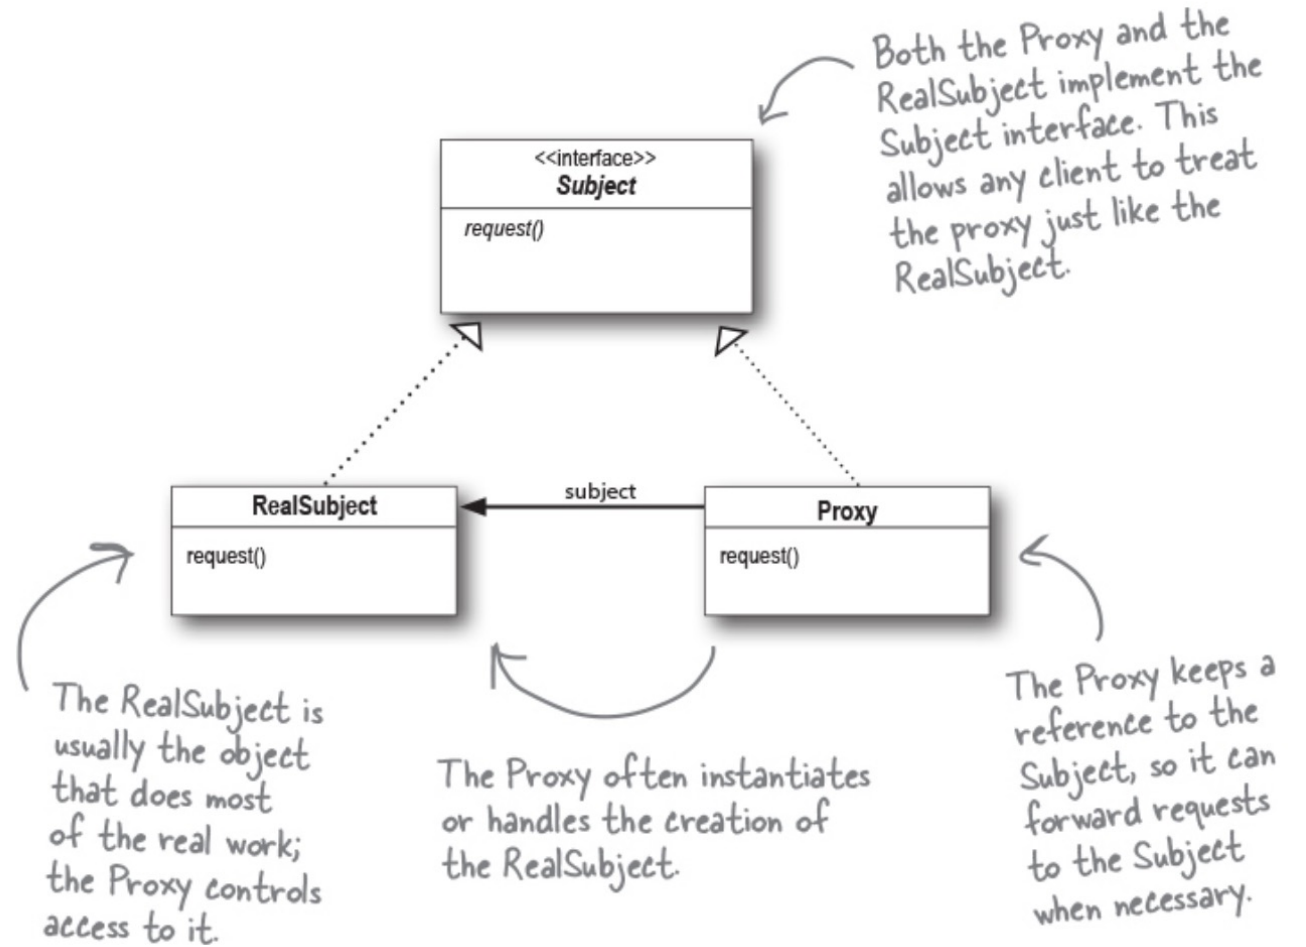 Both the Proxy and the
RealSubject implement the
Subject interface. This
allows any client to treat
the proxy just like the
RealSubject.
<<interface>>
Subject
request()
subject
RealSubject
request()
Proxy
request()
The RealSubject is
usually the object
that does most
of the real work;
the Proxy controls
access to it.
The Proxy often instantiates
or handles the creation of
the RealSubject.
The Proxy keeps a
reference to the
Subject, so it can
forward requests
to the Subject
when necessary.